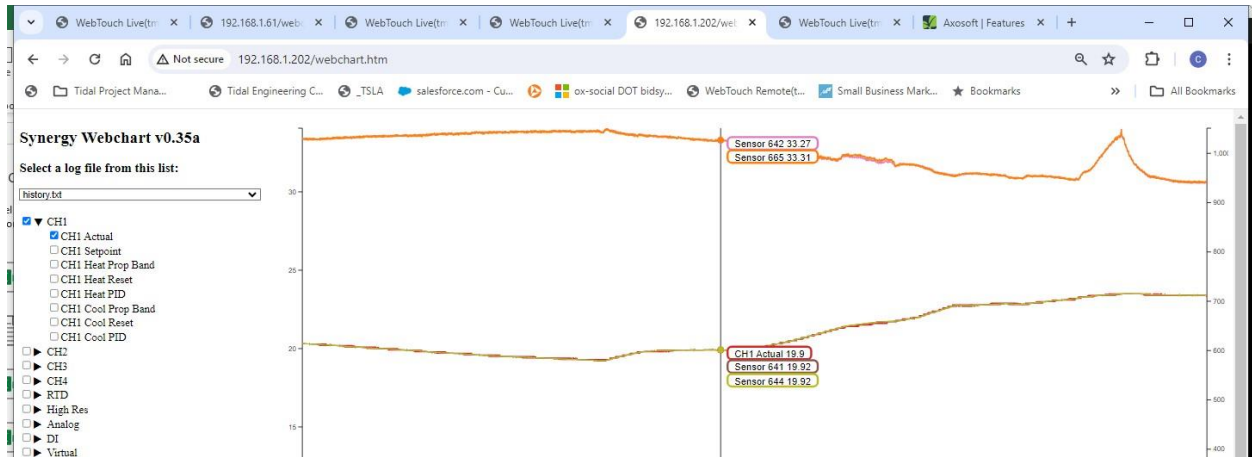 WebTouch Live(tm
192.168.1.61/webc
WebTouch Live(tm
WebTouch Live(tm
192.168.1.202/web
WebTouch Live(tm
Axosoft | Features
Not secure 192.168.1.202/webchart.htm
Tidal Project Mana... Tidal Engineering C... _TSLA salesforce.com - Cu... ox-social DOT bidsy... WebTouch Remote(t... Small Business Mark... Bookmarks » All Bookmarks
Synergy Webchart v0.35a
Select a log file from this list:
history.txt
CH1
CH1 Actual
CH1 Setpoint
CH1 Heat Prop Band
CH1 Heat Reset
CH1 Heat PID
CH1 Cool Prop Band
CH1 Cool Reset
CH1 Cool PID
CH2
CH3
CH4
RTD
High Res
Analog
DI
Virtual
30
25
20
15
Sensor 642 33.27
Sensor 665 33.31
CH1 Actual 19.9
Sensor 641 19.92
Sensor 644 19.92
1,000
900
800
700
600
500
400